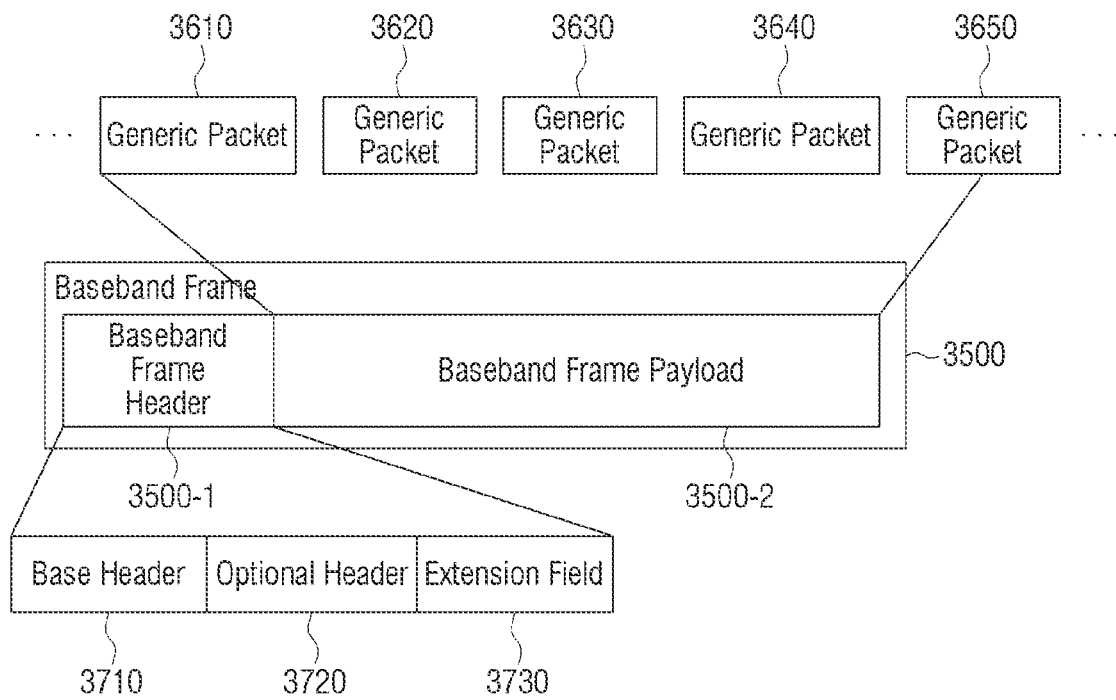 3610 3620 3630 3640 3650
... Generic Packet Generic Packet Generic Packet Generic Packet Generic Packet ...
Baseband Frame
Baseband
Frame
Header
Baseband Frame Payload
3500
3500-1 3500-2
Base Header Optional Header Extension Field
3710 3720 3730